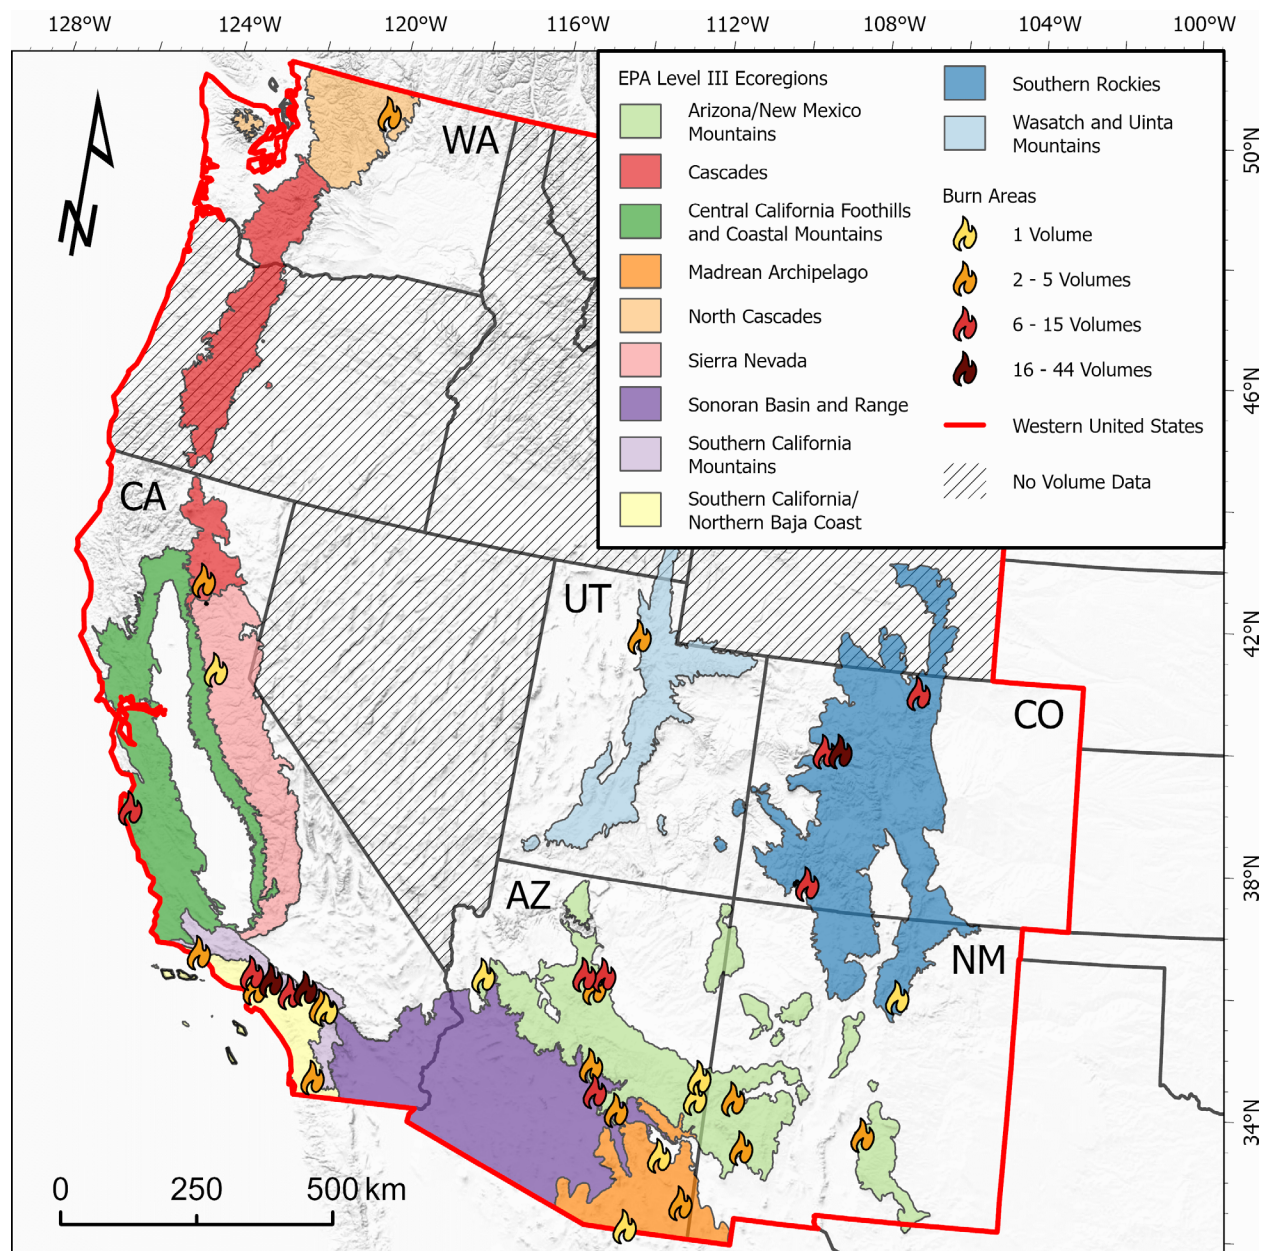 128°W 124°W 120°W 116°W 112°W 108°W 104°W 100°W
EPA Level III Ecoregions
Arizona/New Mexico
Mountains
Cascades
Central California Foothills
and Coastal Mountains
Madrean Archipelago
North Cascades
Sierra Nevada
Sonoran Basin and Range
Southern California
Mountains
Southern California/
Northern Baja Coast
Southern Rockies
Wasatch and Uinta
Mountains
Burn Areas
1 Volume
2 - 5 Volumes
6 - 15 Volumes
16 - 44 Volumes
Western United States
No Volume Data
50°N
46°N
42°N
38°N
34°N
N
WA
CA
UT
CO
AZ
NM
0 250 500 km